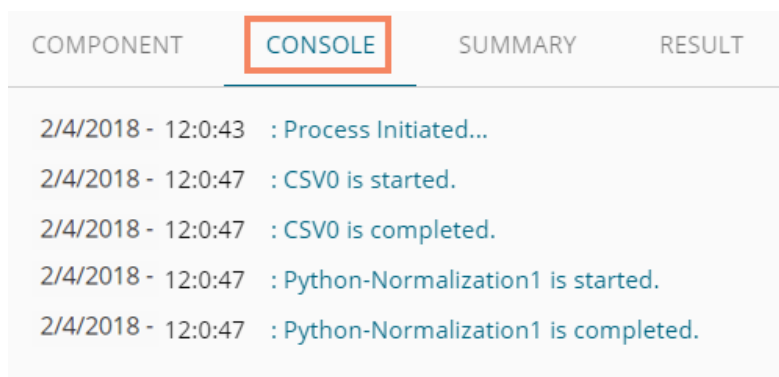 COMPONENT CONSOLE SUMMARY RESULT
2/4/2018 - 12:0:43 : Process Initiated...
2/4/2018 - 12:0:47 : CSV0 is started.
2/4/2018 - 12:0:47 : CSV0 is completed.
2/4/2018 - 12:0:47 : Python-Normalization1 is started.
2/4/2018 - 12:0:47 : Python-Normalization1 is completed.